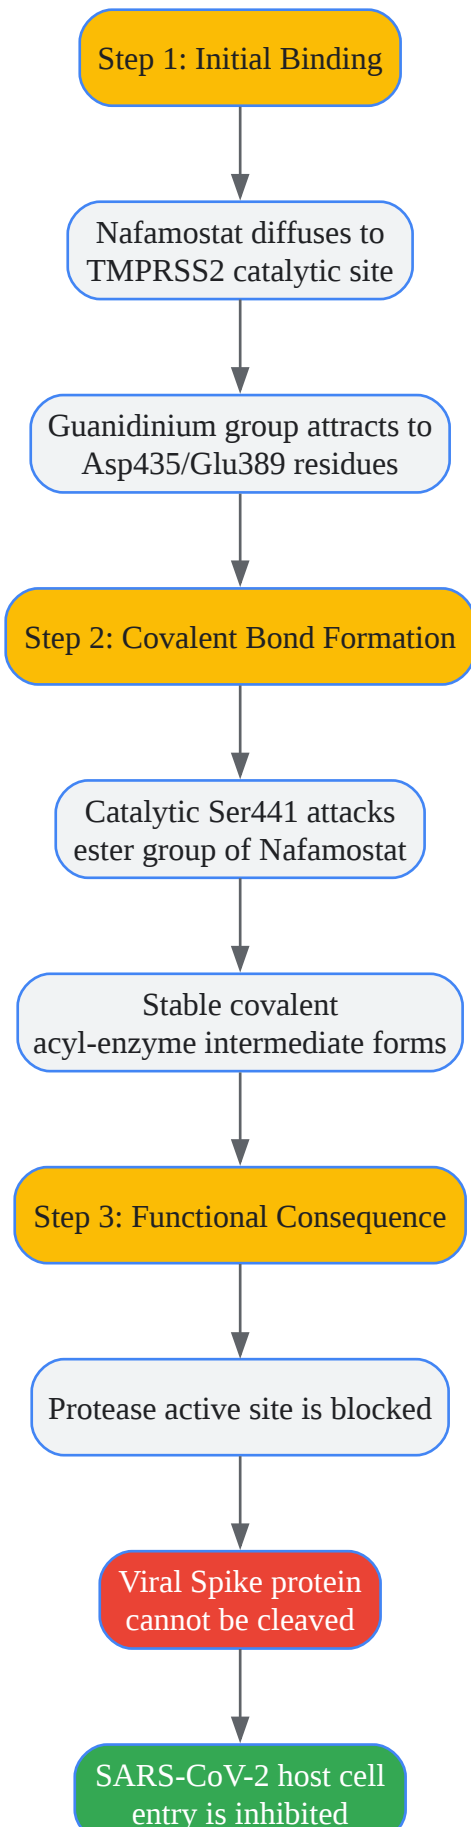 Step 1: Initial Binding
Nafamostat diffuses to
TMPRSS2 catalytic site
Guanidinium group attracts to
Asp435/Glu389 residues
Step 2: Covalent Bond Formation
Catalytic Ser441 attacks
ester group of Nafamostat
Stable covalent
acyl-enzyme intermediate forms
Step 3: Functional Consequence
Protease active site is blocked
Viral Spike protein
cannot be cleaved
SARS-CoV-2 host cell
entry is inhibited